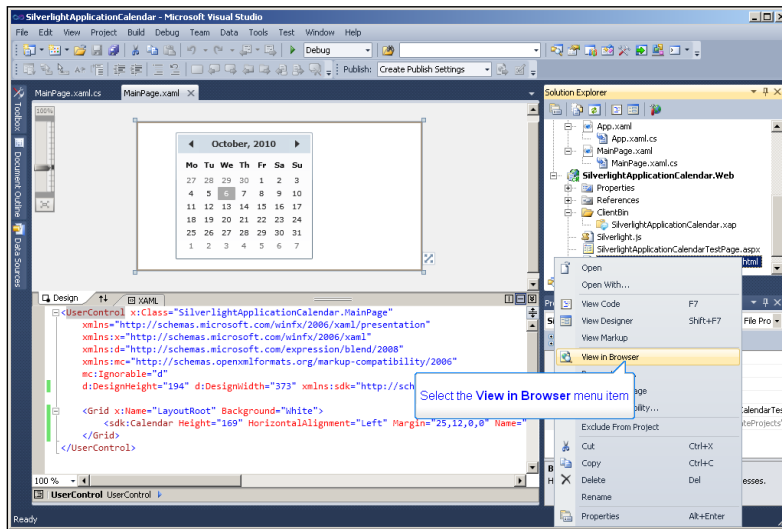 SilverlightApplicationCalendar - Microsoft Visual Studio
File Edit View Project Build Debug Team Data Tools Test Window Help
Debug
Publish: Create Publish Settings
MainPage.xaml.cs MainPage.xaml
Solution Explorer
Toolbox
Document Outline
Data Sources
100%
October, 2010
Mo Tu We Th Fr Sa Su
27 28 29 30 1 2 3
4 5 6 7 8 9 10
11 12 13 14 15 16 17
18 19 20 21 22 23 24
25 26 27 28 29 30 31
1 2 3 4 5 6 7
App.xaml
App.xaml.cs
MainPage.xaml
MainPage.xaml.cs
SilverlightApplicationCalendar.Web
Properties
References
ClientBin
SilverlightApplicationCalendar.xap
Silverlight.js
SilverlightApplicationCalendarTestPage.aspx
html
Design XAML
<UserControl x:Class="SilverlightApplicationCalendar.MainPage"
xmlns="http://schemas.microsoft.com/winfx/2006/xaml/presentation"
xmlns:x="http://schemas.microsoft.com/winfx/2006/xaml"
xmlns:d="http://schemas.microsoft.com/expression/blend/2008"
xmlns:mc="http://schemas.openxmlformats.org/markup-compatibility/2006"
mc:Ignorable="d"
d:DesignHeight="194" d:DesignWidth="373" xmlns:sdk="http://sch
<Grid x:Name="LayoutRoot" Background="White">
<sdk:Calendar Height="169" HorizontalAlignment="Left" Margin="25,12,0,0" Name="
</Grid>
</UserControl>
100 %
UserControl UserControl
Ready
Open
Open With...
View Code F7
View Designer Shift+F7
View Markup
View in Browser
Select the View in Browser menu item
Exclude From Project
Cut Ctrl+X
Copy Ctrl+C
Delete Del
Rename
Properties Alt+Enter
File Pro
CalendarTes